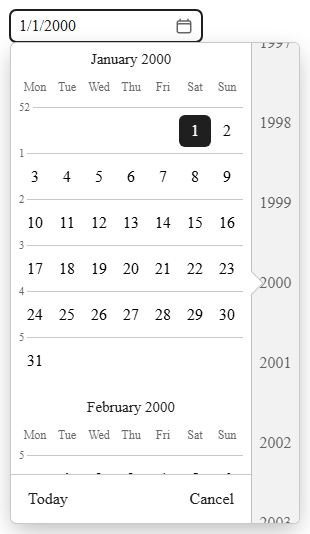 1/1/2000
January 2000
Mon Tue Wed Thu Fri Sat Sun
52
1 2
1
3 4 5 6 7 8 9
2
10 11 12 13 14 15 16
3
17 18 19 20 21 22 23
4
24 25 26 27 28 29 30
5
31
February 2000
Mon Tue Wed Thu Fri Sat Sun
5
Today Cancel
1997
1998
1999
2000
2001
2002
2003